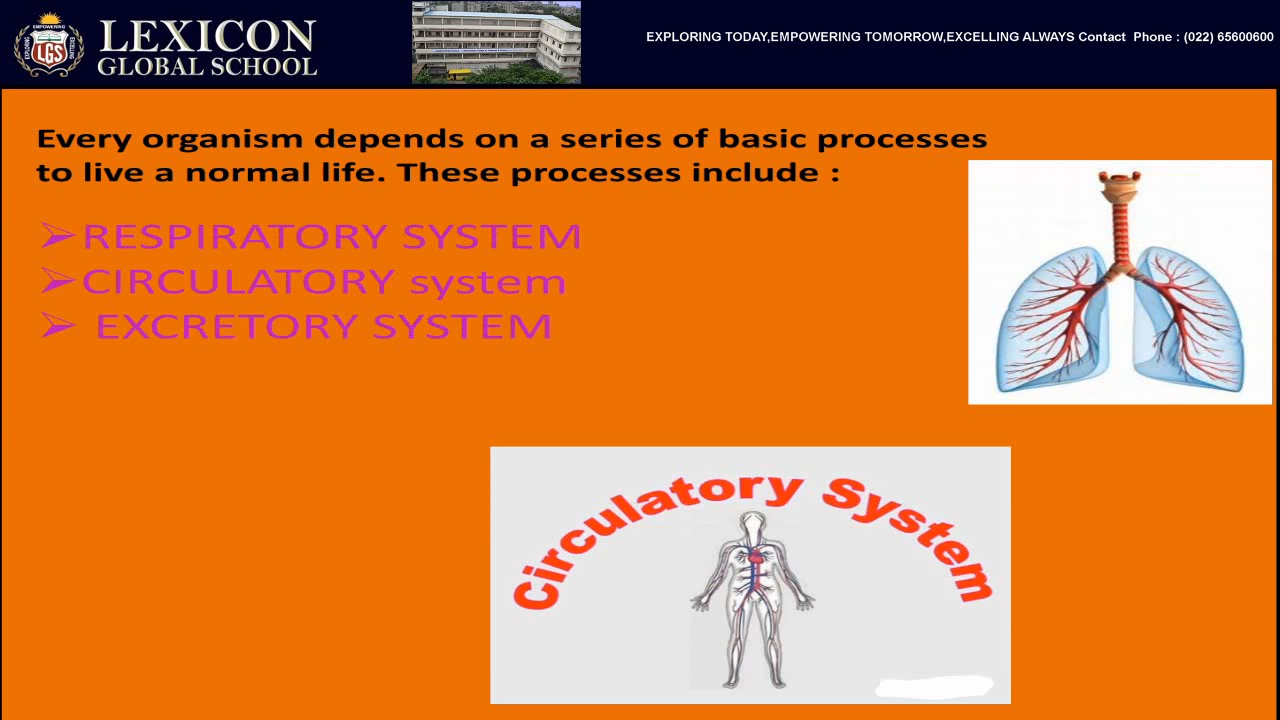 LEXICON
GLOBAL SCHOOL
LGS
EXPLORING TODAY,EMPOWERING TOMORROW,EXCELLING ALWAYS Contact Phone : (022) 65600600
Every organism depends on a series of basic processes
to live a normal life. These processes include :
➢RESPIRATORY SYSTEM
➢CIRCULATORY system
➢ EXCRETORY SYSTEM
Circulatory System